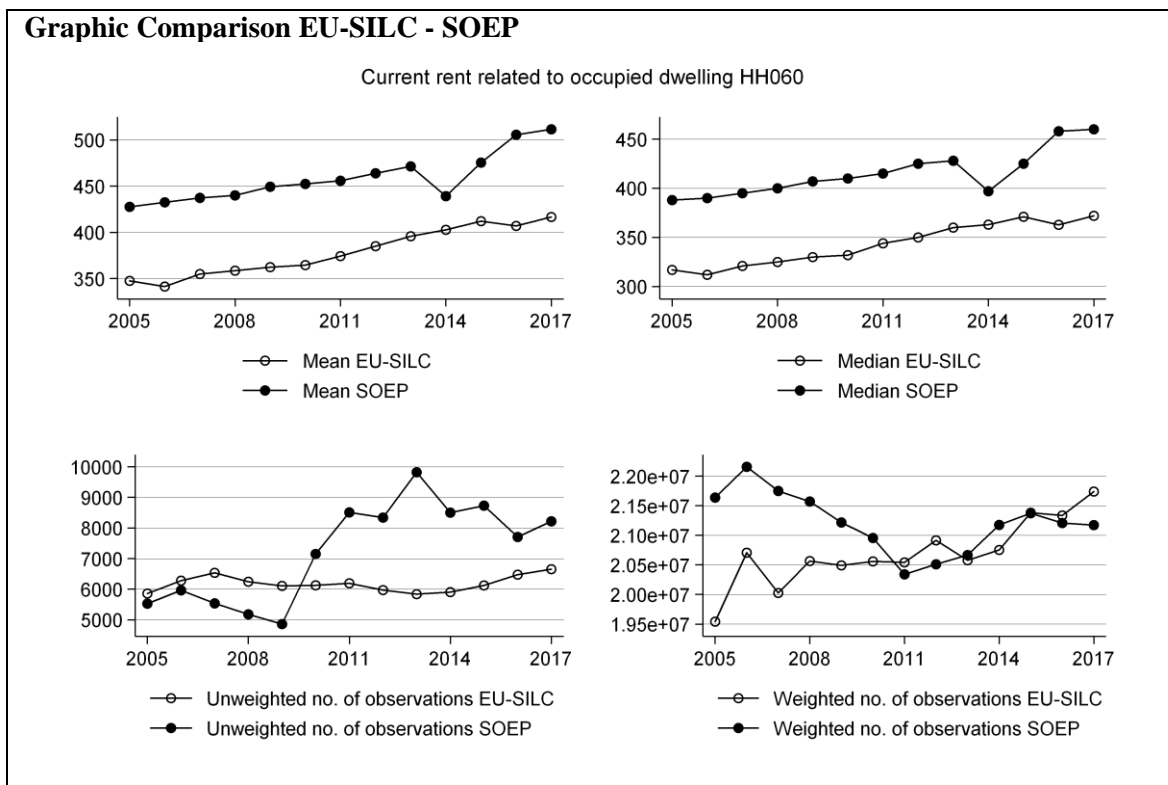 Graphic Comparison EU-SILC - SOEP
Current rent related to occupied dwelling HH060
500
450
400
350
2005 2008 2011 2014 2017
Mean EU-SILC
Mean SOEP
450
400
350
300
2005 2008 2011 2014 2017
Median EU-SILC
Median SOEP
10000
9000
8000
7000
6000
5000
2005 2008 2011 2014 2017
Unweighted no. of observations EU-SILC
Unweighted no. of observations SOEP
2.20e+07
2.15e+07
2.10e+07
2.05e+07
2.00e+07
1.95e+07
2005 2008 2011 2014 2017
Weighted no. of observations EU-SILC
Weighted no. of observations SOEP